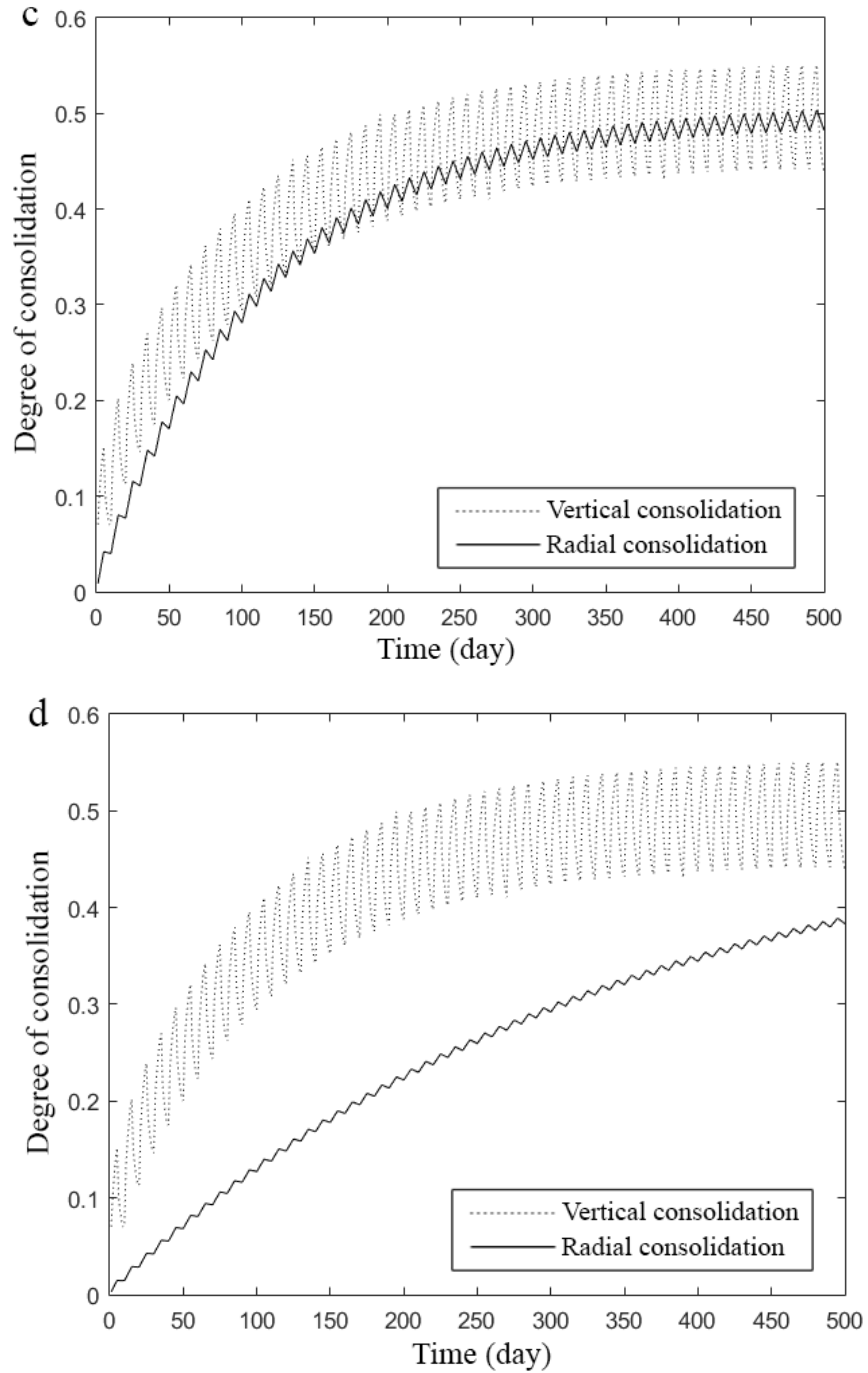 c
0.6
0.5
0.4
0.3
0.2
0.1
0
Degree of consolidation
Vertical consolidation
Radial consolidation
0 50 100 150 200 250 300 350 400 450 500
Time (day)
d
0.6
0.5
0.4
0.3
0.2
0.1
0
Degree of consolidation
Vertical consolidation
Radial consolidation
0 50 100 150 200 250 300 350 400 450 500
Time (day)